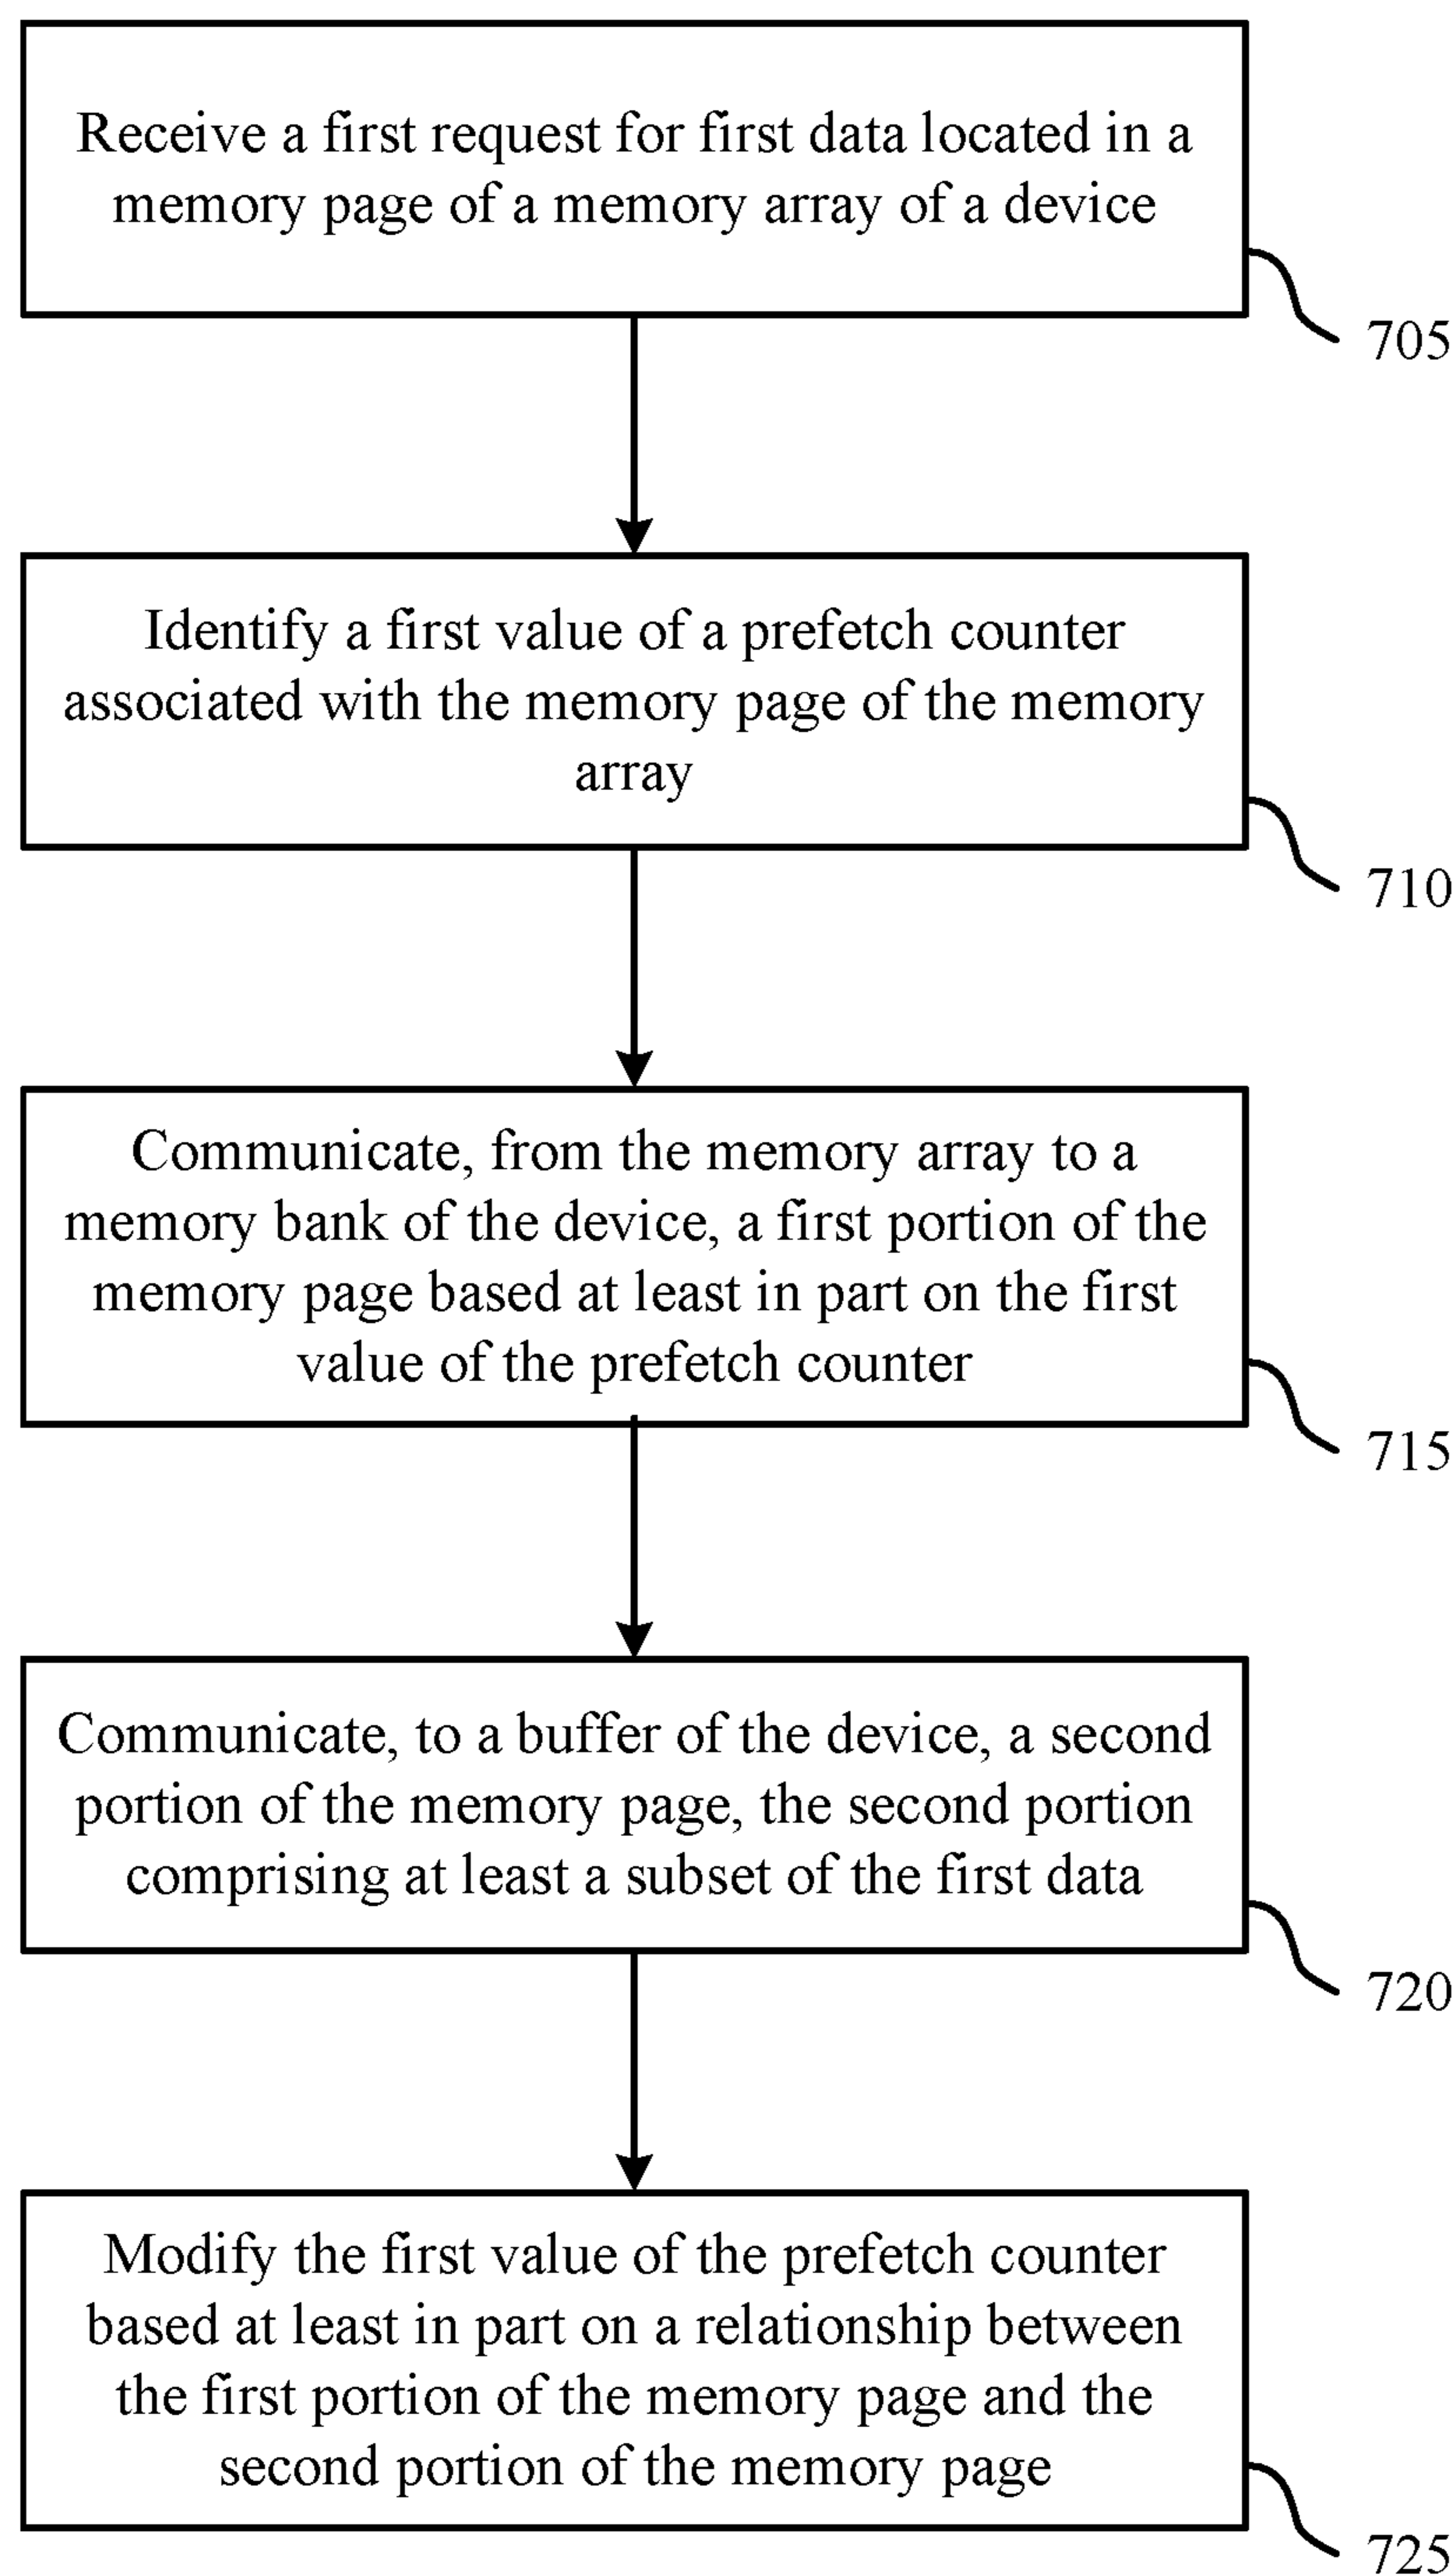 Receive a first request for first data located in a
memory page of a memory array of a device
705
Identify a first value of a prefetch counter
associated with the memory page of the memory
array
710
Communicate, from the memory array to a
memory bank of the device, a first portion of the
memory page based at least in part on the first
value of the prefetch counter
715
Communicate, to a buffer of the device, a second
portion of the memory page, the second portion
comprising at least a subset of the first data
720
Modify the first value of the prefetch counter
based at least in part on a relationship between
the first portion of the memory page and the
second portion of the memory page
725